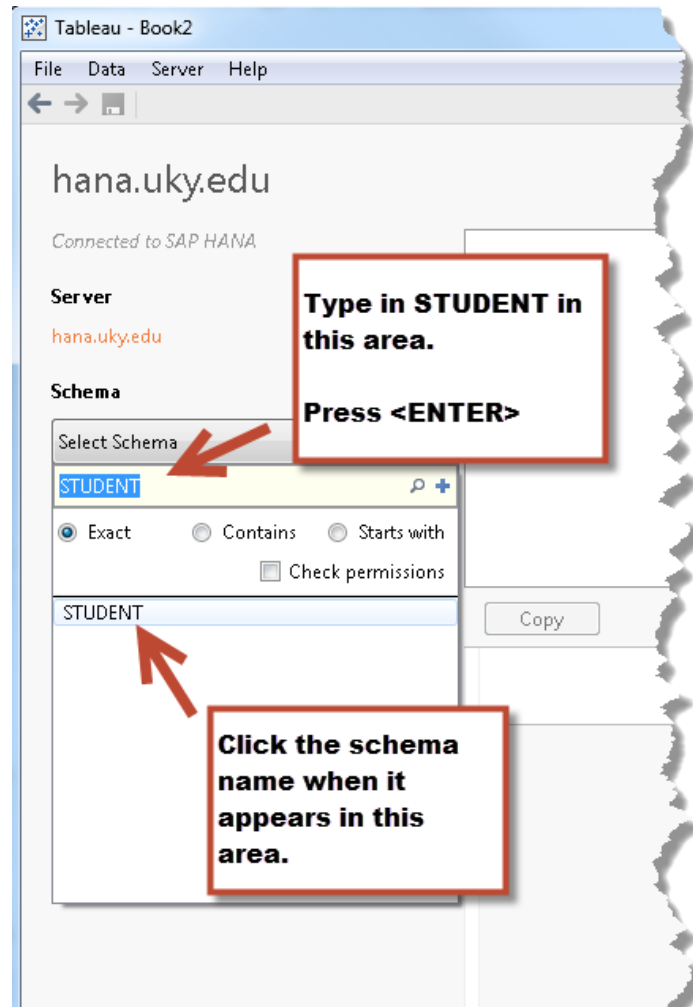 Tableau - Book2
File Data Server Help
hana.uky.edu
Connected to SAP HANA
Server
hana.uky.edu
Schema
Type in STUDENT in
this area.
Press <ENTER>
Select Schema
STUDENT
Exact Contains Starts with
Check permissions
STUDENT
Copy
Click the schema
name when it
appears in this
area.